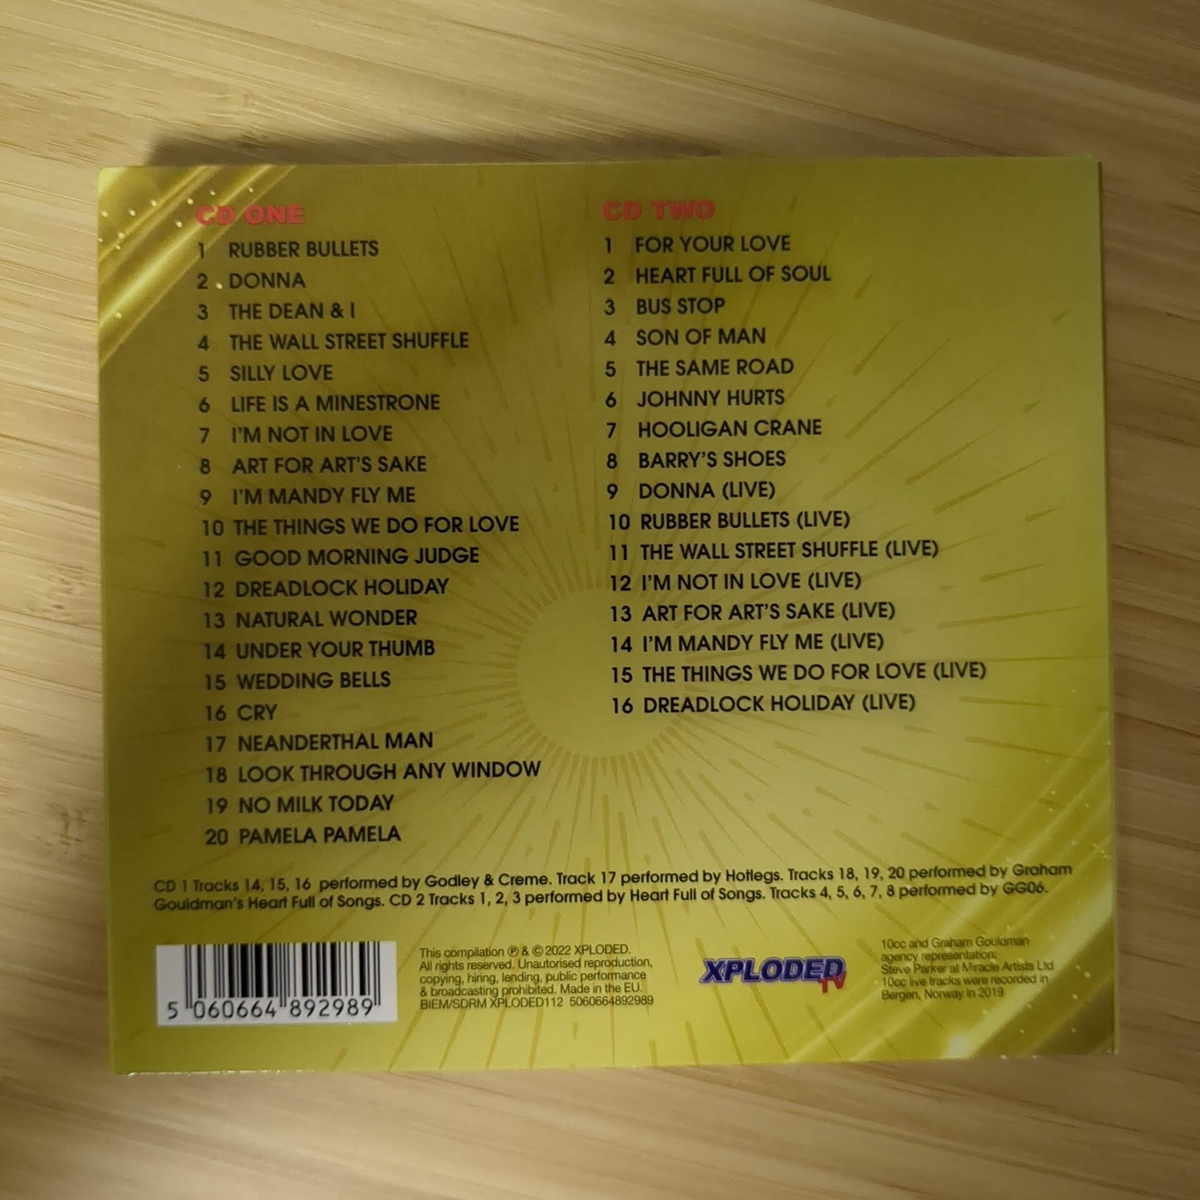 CD ONE
1 RUBBER BULLETS
2 DONNA
3 THE DEAN & I
4 THE WALL STREET SHUFFLE
5 SILLY LOVE
6 LIFE IS A MINESTRONE
7 I'M NOT IN LOVE
8 ART FOR ART'S SAKE
9 I'M MANDY FLY ME
10 THE THINGS WE DO FOR LOVE
11 GOOD MORNING JUDGE
12 DREADLOCK HOLIDAY
13 NATURAL WONDER
14 UNDER YOUR THUMB
15 WEDDING BELLS
16 CRY
17 NEANDERTHAL MAN
18 LOOK THROUGH ANY WINDOW
19 NO MILK TODAY
20 PAMELA PAMELA
CD TWO
1 FOR YOUR LOVE
2 HEART FULL OF SOUL
3 BUS STOP
4 SON OF MAN
5 THE SAME ROAD
6 JOHNNY HURTS
7 HOOLIGAN CRANE
8 BARRY'S SHOES
9 DONNA (LIVE)
10 RUBBER BULLETS (LIVE)
11 THE WALL STREET SHUFFLE (LIVE)
12 I'M NOT IN LOVE (LIVE)
13 ART FOR ART'S SAKE (LIVE)
14 I'M MANDY FLY ME (LIVE)
15 THE THINGS WE DO FOR LOVE (LIVE)
16 DREADLOCK HOLIDAY (LIVE)
CD 1 Tracks 14, 15, 16 performed by Godley & Creme. Track 17 performed by Hotlegs. Tracks 18, 19, 20 performed by Graham
Gouldman's Heart Full of Songs. CD 2 Tracks 1, 2, 3 performed by Heart Full of Songs. Tracks 4, 5, 6, 7, 8 performed by GG06.
5 060664 892989
This compilation ℗ & © 2022 XPLODED.
All rights reserved. Unautorised reproduction,
copying, hiring, lending, public performance
& broadcasting prohibited. Made in the EU.
BIEM/SDRM XPLODED112 5060664892989
XPLODED TV
10cc and Graham Gouldman
agency representation:
Steve Parker at Miracle Artists Ltd
10cc live tracks were recorded in
Bergen, Norway in 2019